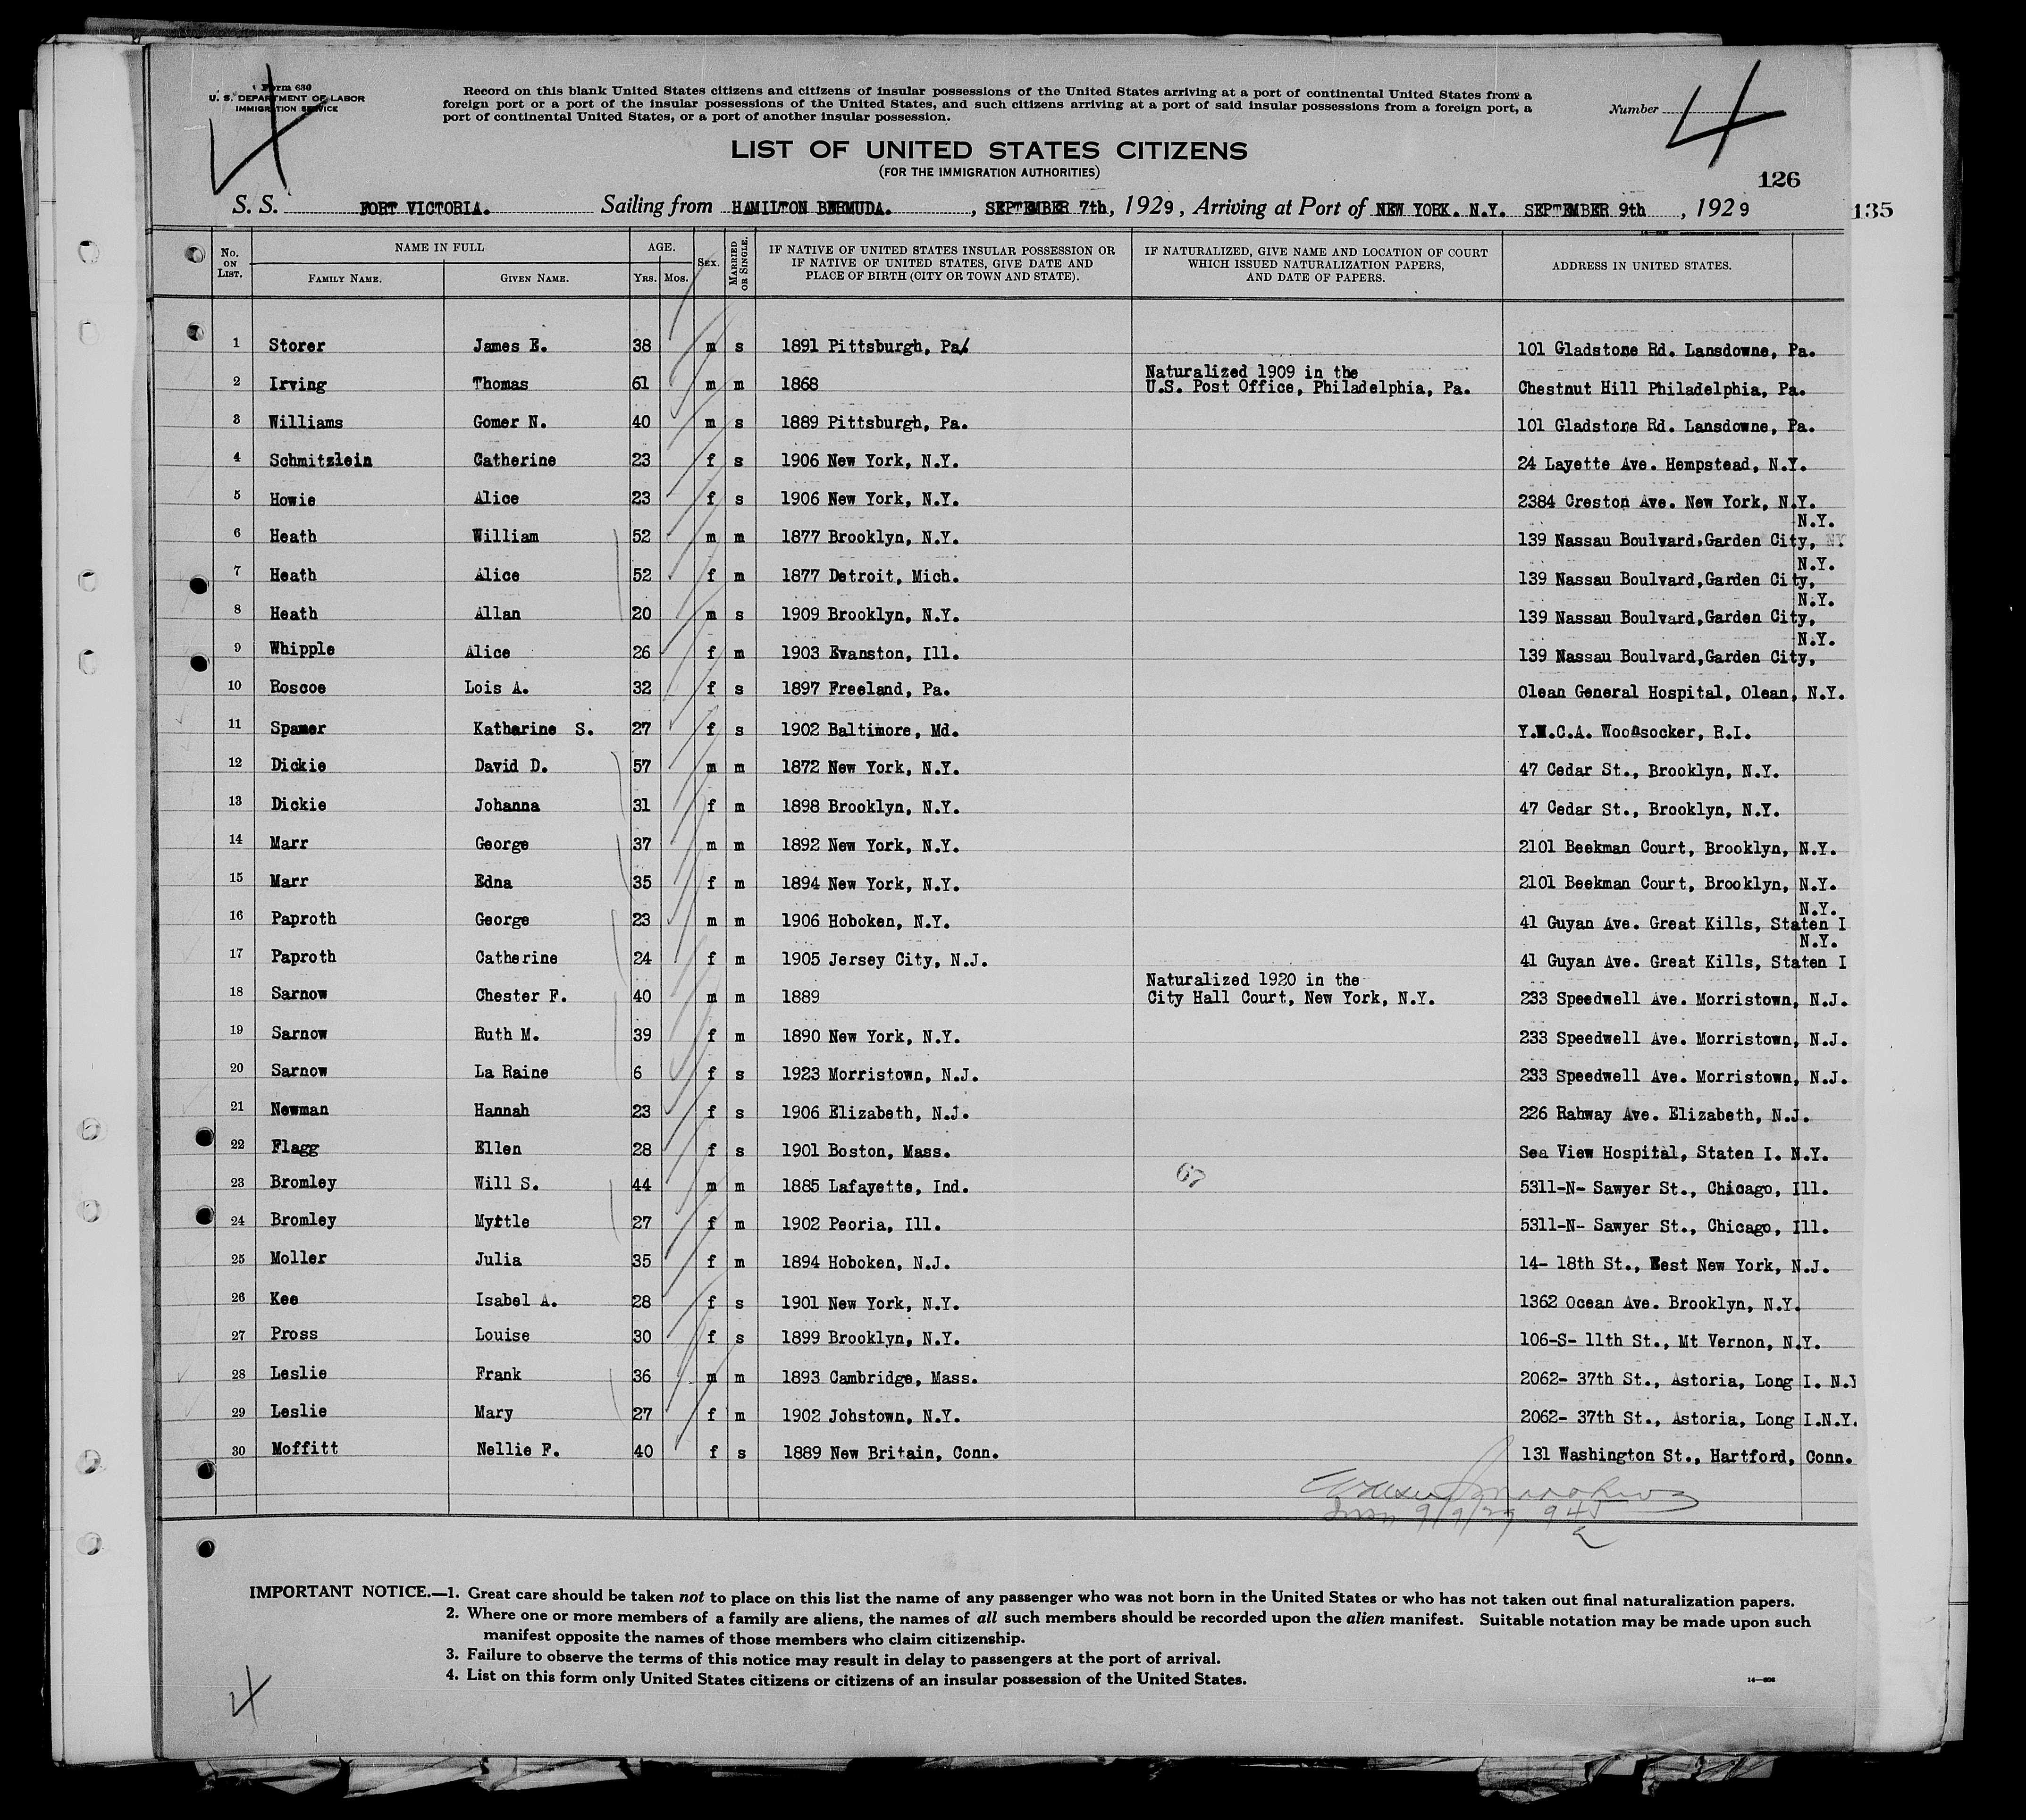 Form 630
U. S. DEPARTMENT OF LABOR
IMMIGRATION SERVICE
Record on this blank United States citizens and citizens of insular possessions of the United States arriving at a port of continental United States from a
foreign port or a port of the insular possessions of the United States, and such citizens arriving at a port of said insular possessions from a foreign port, a
port of continental United States, or a port of another insular possession.
Number
4
4
LIST OF UNITED STATES CITIZENS
(FOR THE IMMIGRATION AUTHORITIES)
126
135
S. S. FORT VICTORIA. Sailing from HAMILTON BERMUDA. , SEPTEMBER 7th, 1929, Arriving at Port of NEW YORK. N.Y. SEPTEMBER 9th , 1929
No. ON LIST. NAME IN FULL FAMILY NAME. GIVEN NAME. AGE. Yrs. Mos. SEX. MARRIED OR SINGLE. IF NATIVE OF UNITED STATES INSULAR POSSESSION OR IF NATIVE OF UNITED STATES, GIVE DATE AND PLACE OF BIRTH (CITY OR TOWN AND STATE). IF NATURALIZED, GIVE NAME AND LOCATION OF COURT WHICH ISSUED NATURALIZATION PAPERS, AND DATE OF PAPERS. ADDRESS IN UNITED STATES.
1 Storer James E. 38 m s 1891 Pittsburgh, Pa. 101 Gladstone Rd. Lansdowne, Pa.
2 Irving Thomas 61 m m 1868 Naturalized 1909 in the U.S. Post Office, Philadelphia, Pa. Chestnut Hill Philadelphia, Pa.
3 Williams Gomer N. 40 m s 1889 Pittsburgh, Pa. 101 Gladstone Rd. Lansdowne, Pa.
4 Schmitzlein Catherine 23 f s 1906 New York, N.Y. 24 Layette Ave. Hempstead, N.Y.
5 Howie Alice 23 f s 1906 New York, N.Y. 2384 Creston Ave. New York, N.Y.
6 Heath William 52 m m 1877 Brooklyn, N.Y. 139 Nassau Boulvard,Garden City, N.Y.
7 Heath Alice 52 f m 1877 Detroit, Mich. 139 Nassau Boulvard,Garden City, N.Y.
8 Heath Allan 20 m s 1909 Brooklyn, N.Y. 139 Nassau Boulvard,Garden City, N.Y.
9 Whipple Alice 26 f m 1903 Evanston, Ill. 139 Nassau Boulvard,Garden City, N.Y.
10 Roscoe Lois A. 32 f s 1897 Freeland, Pa. Olean General Hospital, Olean, N.Y.
11 Spamer Katharine S. 27 f s 1902 Baltimore, Md. Y.W.C.A. Woonsocker, R.I.
12 Dickie David D. 57 m m 1872 New York, N.Y. 47 Cedar St., Brooklyn, N.Y.
13 Dickie Johanna 31 f m 1898 Brooklyn, N.Y. 47 Cedar St., Brooklyn, N.Y.
14 Marr George 37 m m 1892 New York, N.Y. 2101 Beekman Court, Brooklyn, N.Y.
15 Marr Edna 35 f m 1894 New York, N.Y. 2101 Beekman Court, Brooklyn, N.Y.
16 Paproth George 23 m m 1906 Hoboken, N.Y. 41 Guyan Ave. Great Kills, Staten I N.Y.
17 Paproth Catherine 24 f m 1905 Jersey City, N.J. 41 Guyan Ave. Great Kills, Staten I N.Y.
18 Sarnow Chester F. 40 m m 1889 Naturalized 1920 in the City Hall Court, New York, N.Y. 233 Speedwell Ave. Morristown, N.J.
19 Sarnow Ruth M. 39 f m 1890 New York, N.Y. 233 Speedwell Ave. Morristown, N.J.
20 Sarnow La Raine 6 f s 1923 Morristown, N.J. 233 Speedwell Ave. Morristown, N.J.
21 Newman Hannah 23 f s 1906 Elizabeth, N.J. 226 Rahway Ave. Elizabeth, N.J.
22 Flagg Ellen 28 f s 1901 Boston, Mass. Sea View Hospital, Staten I. N.Y.
23 Bromley Will S. 44 m m 1885 Lafayette, Ind. 67 5311-N- Sawyer St., Chicago, Ill.
24 Bromley Myrtle 27 f m 1902 Peoria, Ill. 5311-N- Sawyer St., Chicago, Ill.
25 Moller Julia 35 f m 1894 Hoboken, N.J. 14- 18th St., West New York, N.J.
26 Kee Isabel A. 28 f s 1901 New York, N.Y. 1362 Ocean Ave. Brooklyn, N.Y.
27 Pross Louise 30 f s 1899 Brooklyn, N.Y. 106-S- 11th St., Mt Vernon, N.Y.
28 Leslie Frank 36 m m 1893 Cambridge, Mass. 2062- 37th St., Astoria, Long I. N.Y
29 Leslie Mary 27 f m 1902 Johstown, N.Y. 2062- 37th St., Astoria, Long I.N.Y.
30 Moffitt Nellie F. 40 f s 1889 New Britain, Conn. 131 Washington St., Hartford, Conn.
9/9/29
IMPORTANT NOTICE.—1. Great care should be taken not to place on this list the name of any passenger who was not born in the United States or who has not taken out final naturalization papers.
2. Where one or more members of a family are aliens, the names of all such members should be recorded upon the alien manifest. Suitable notation may be made upon such
manifest opposite the names of those members who claim citizenship.
3. Failure to observe the terms of this notice may result in delay to passengers at the port of arrival.
4. List on this form only United States citizens or citizens of an insular possession of the United States.
14—606
4